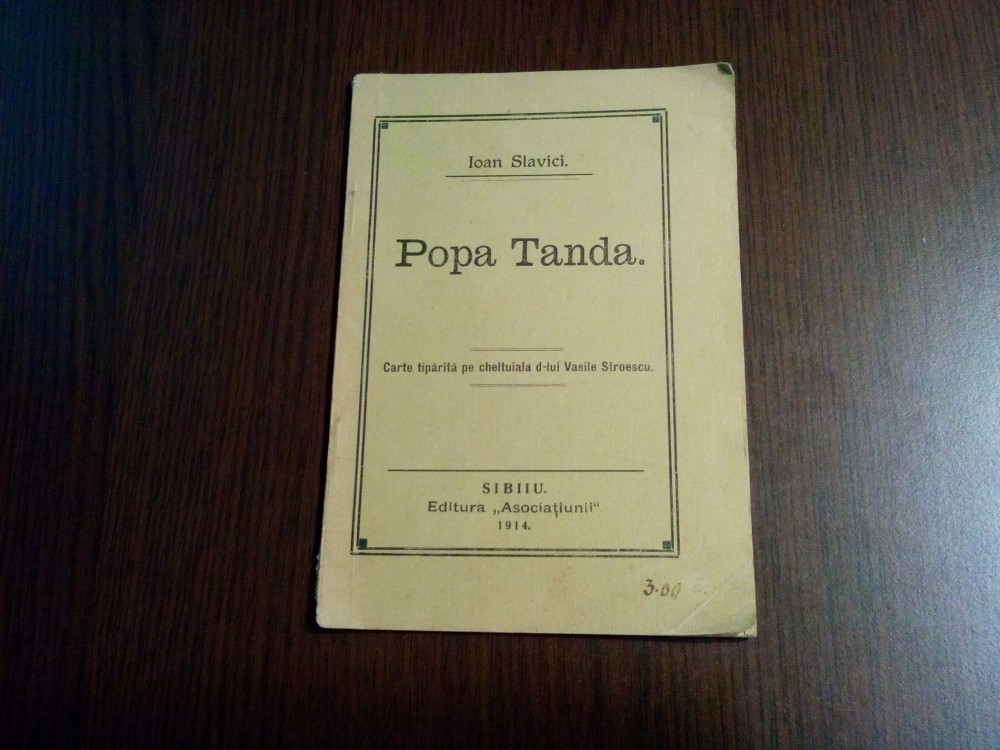 Ioan Slavici.
Popa Tanda.
Carte tipărită pe cheltuiala d-lui Vasile Stroescu.
SIBIIU.
Editura „Asociațiunii“
1914.
3.00